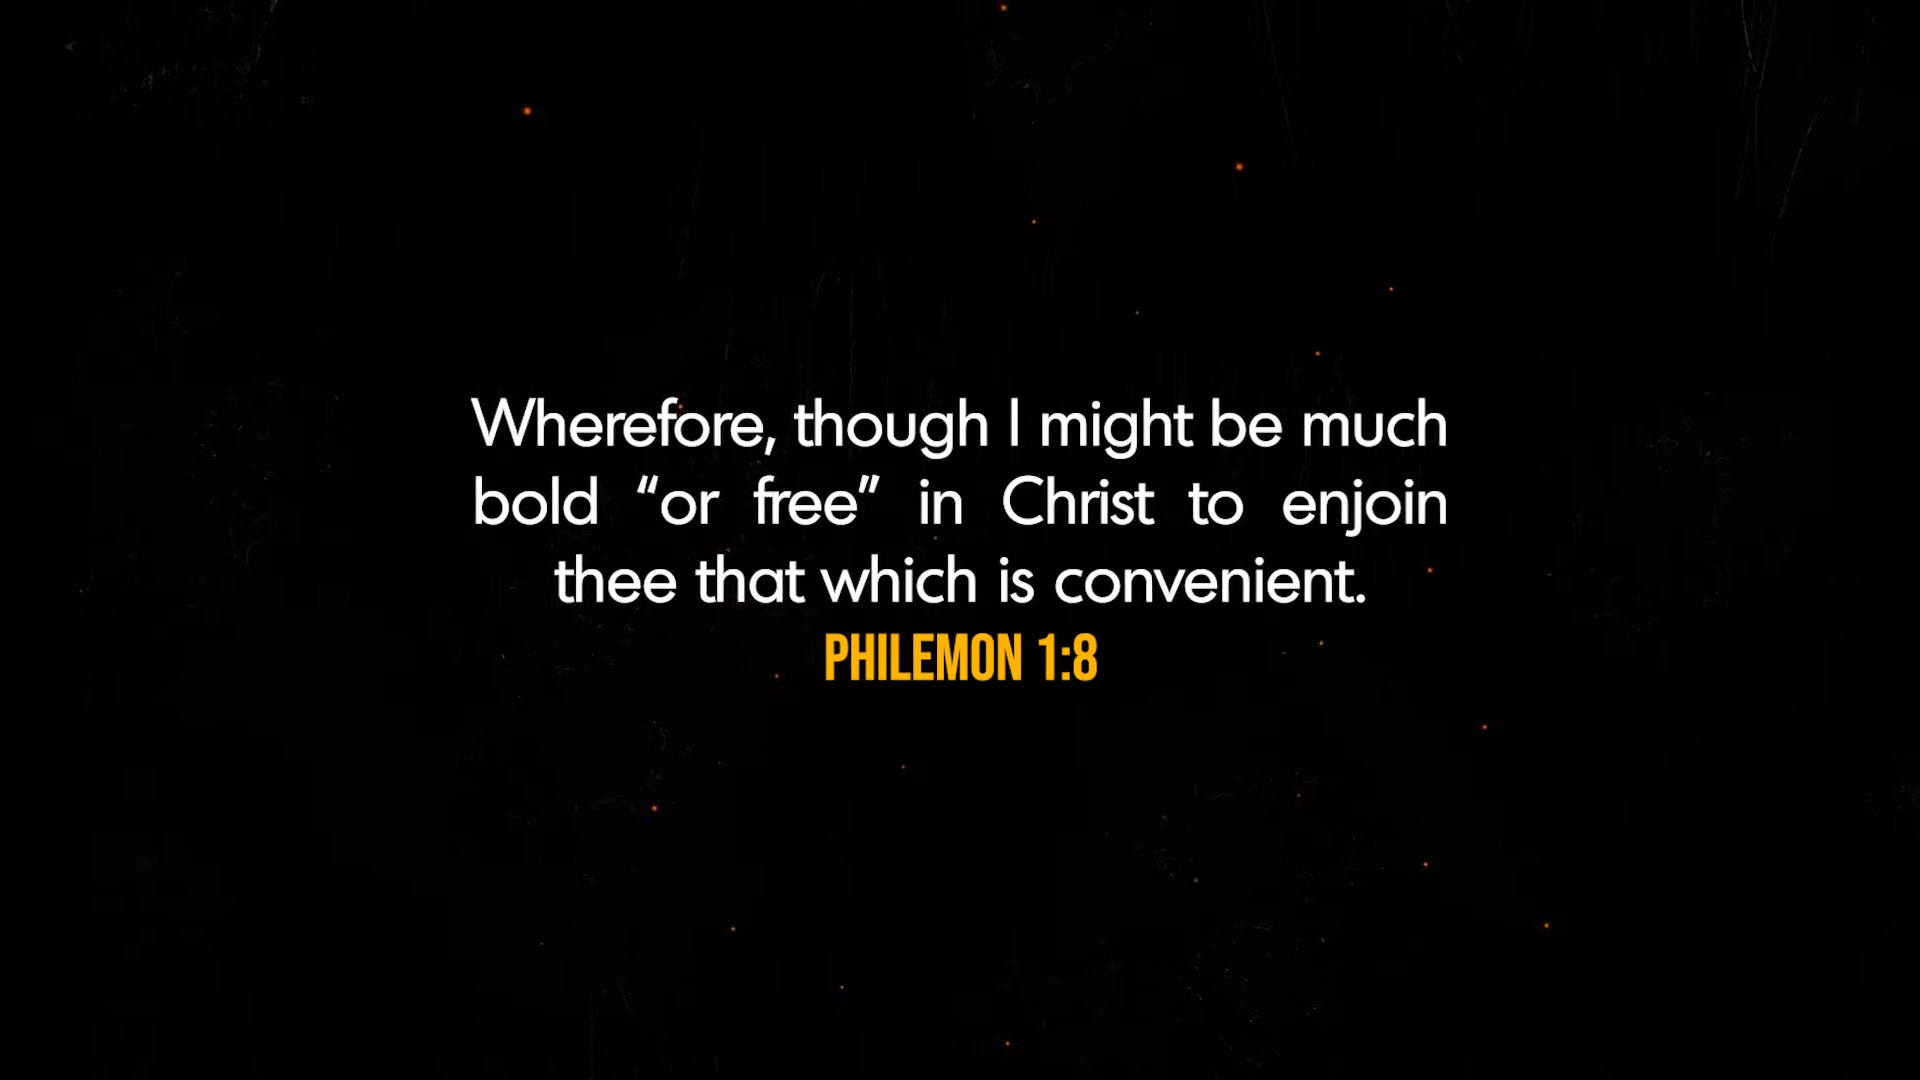 Wherefore, though I might be much
bold “or free” in Christ to enjoin
thee that which is convenient.
PHILEMON 1:8